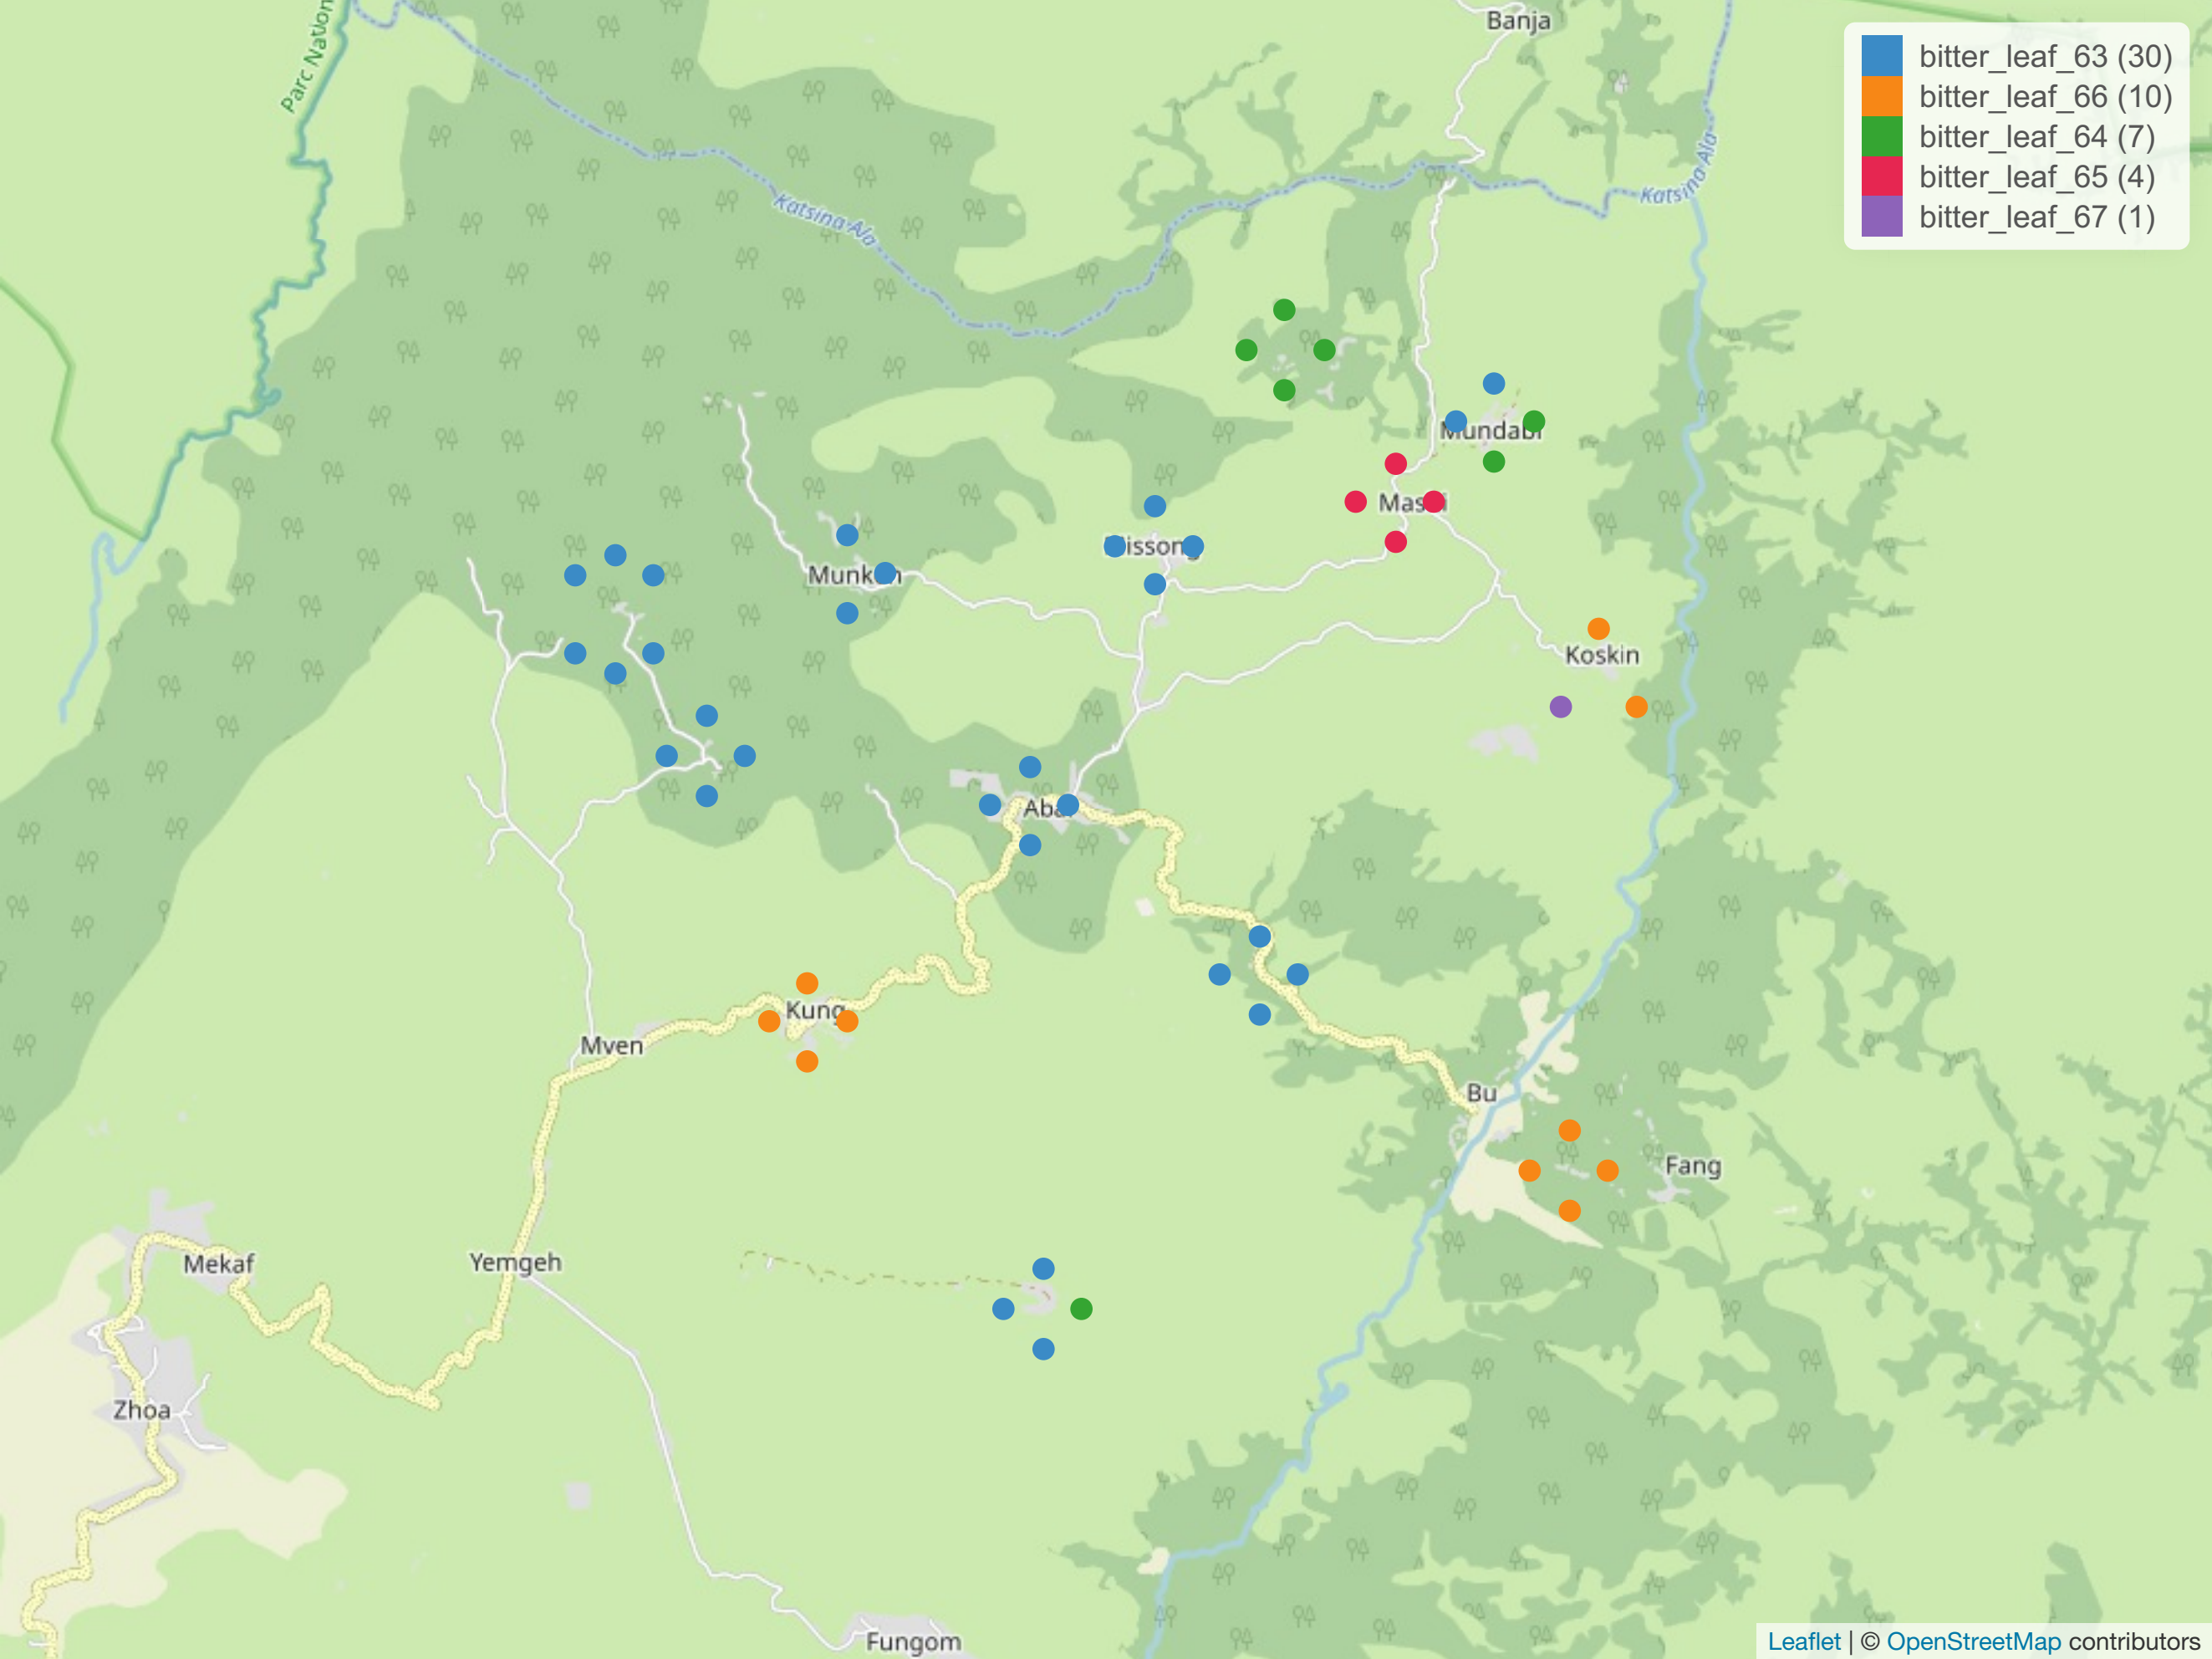 Banja
bitter_leaf_63 (30)
bitter_leaf_66 (10)
bitter_leaf_64 (7)
bitter_leaf_65 (4)
bitter_leaf_67 (1)
Parc Nation
Katsina Ala
Katsina Ala
Mundabi
Koskin
Kung
Mven
Bu
Fang
Mekaf
Yemgeh
Zhoa
Fungom
Leaflet | © OpenStreetMap contributors